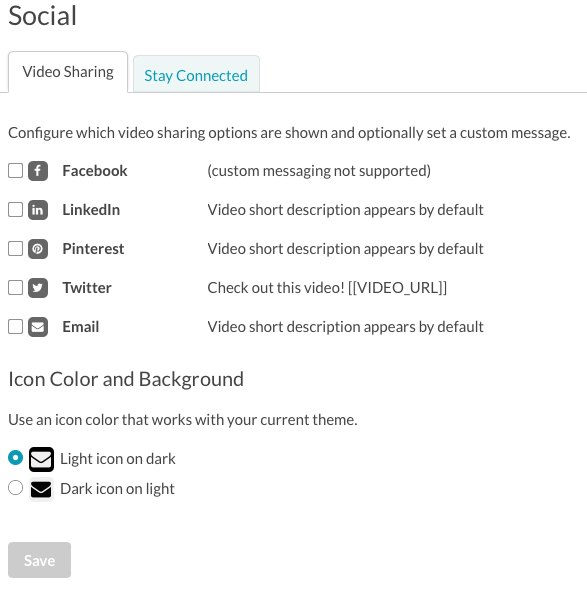 Social
Video Sharing
Stay Connected
Configure which video sharing options are shown and optionally set a custom message.
Facebook (custom messaging not supported)
LinkedIn Video short description appears by default
Pinterest Video short description appears by default
Twitter Check out this video! [[VIDEO_URL]]
Email Video short description appears by default
Icon Color and Background
Use an icon color that works with your current theme.
Light icon on dark
Dark icon on light
Save